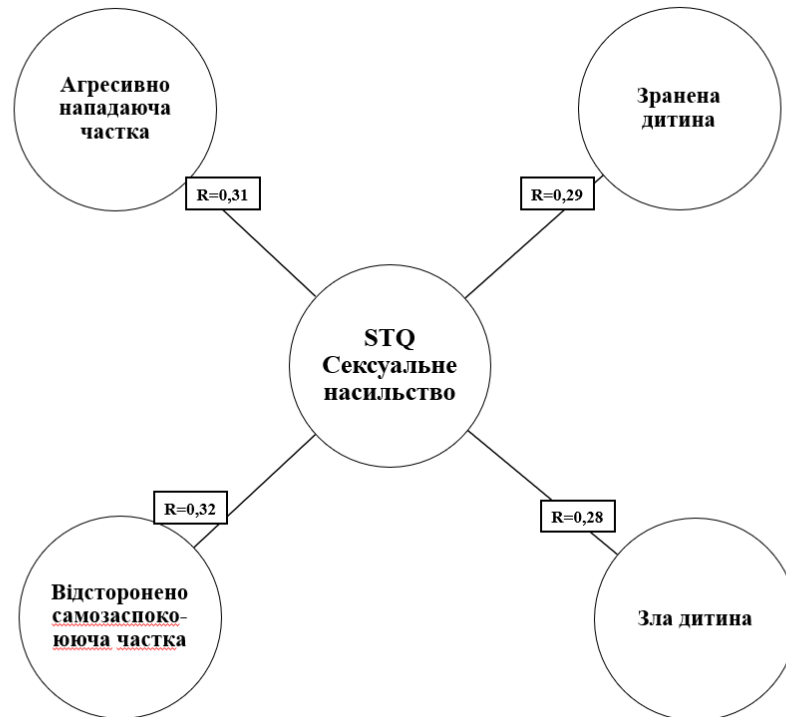 Агресивно
нападаюча
частка
Зранена
дитина
R=0,31
R=0,29
STQ
Сексуальне
насильство
R=0,32
R=0,28
Відсторонено
самозаспоко-
ююча частка
Зла дитина